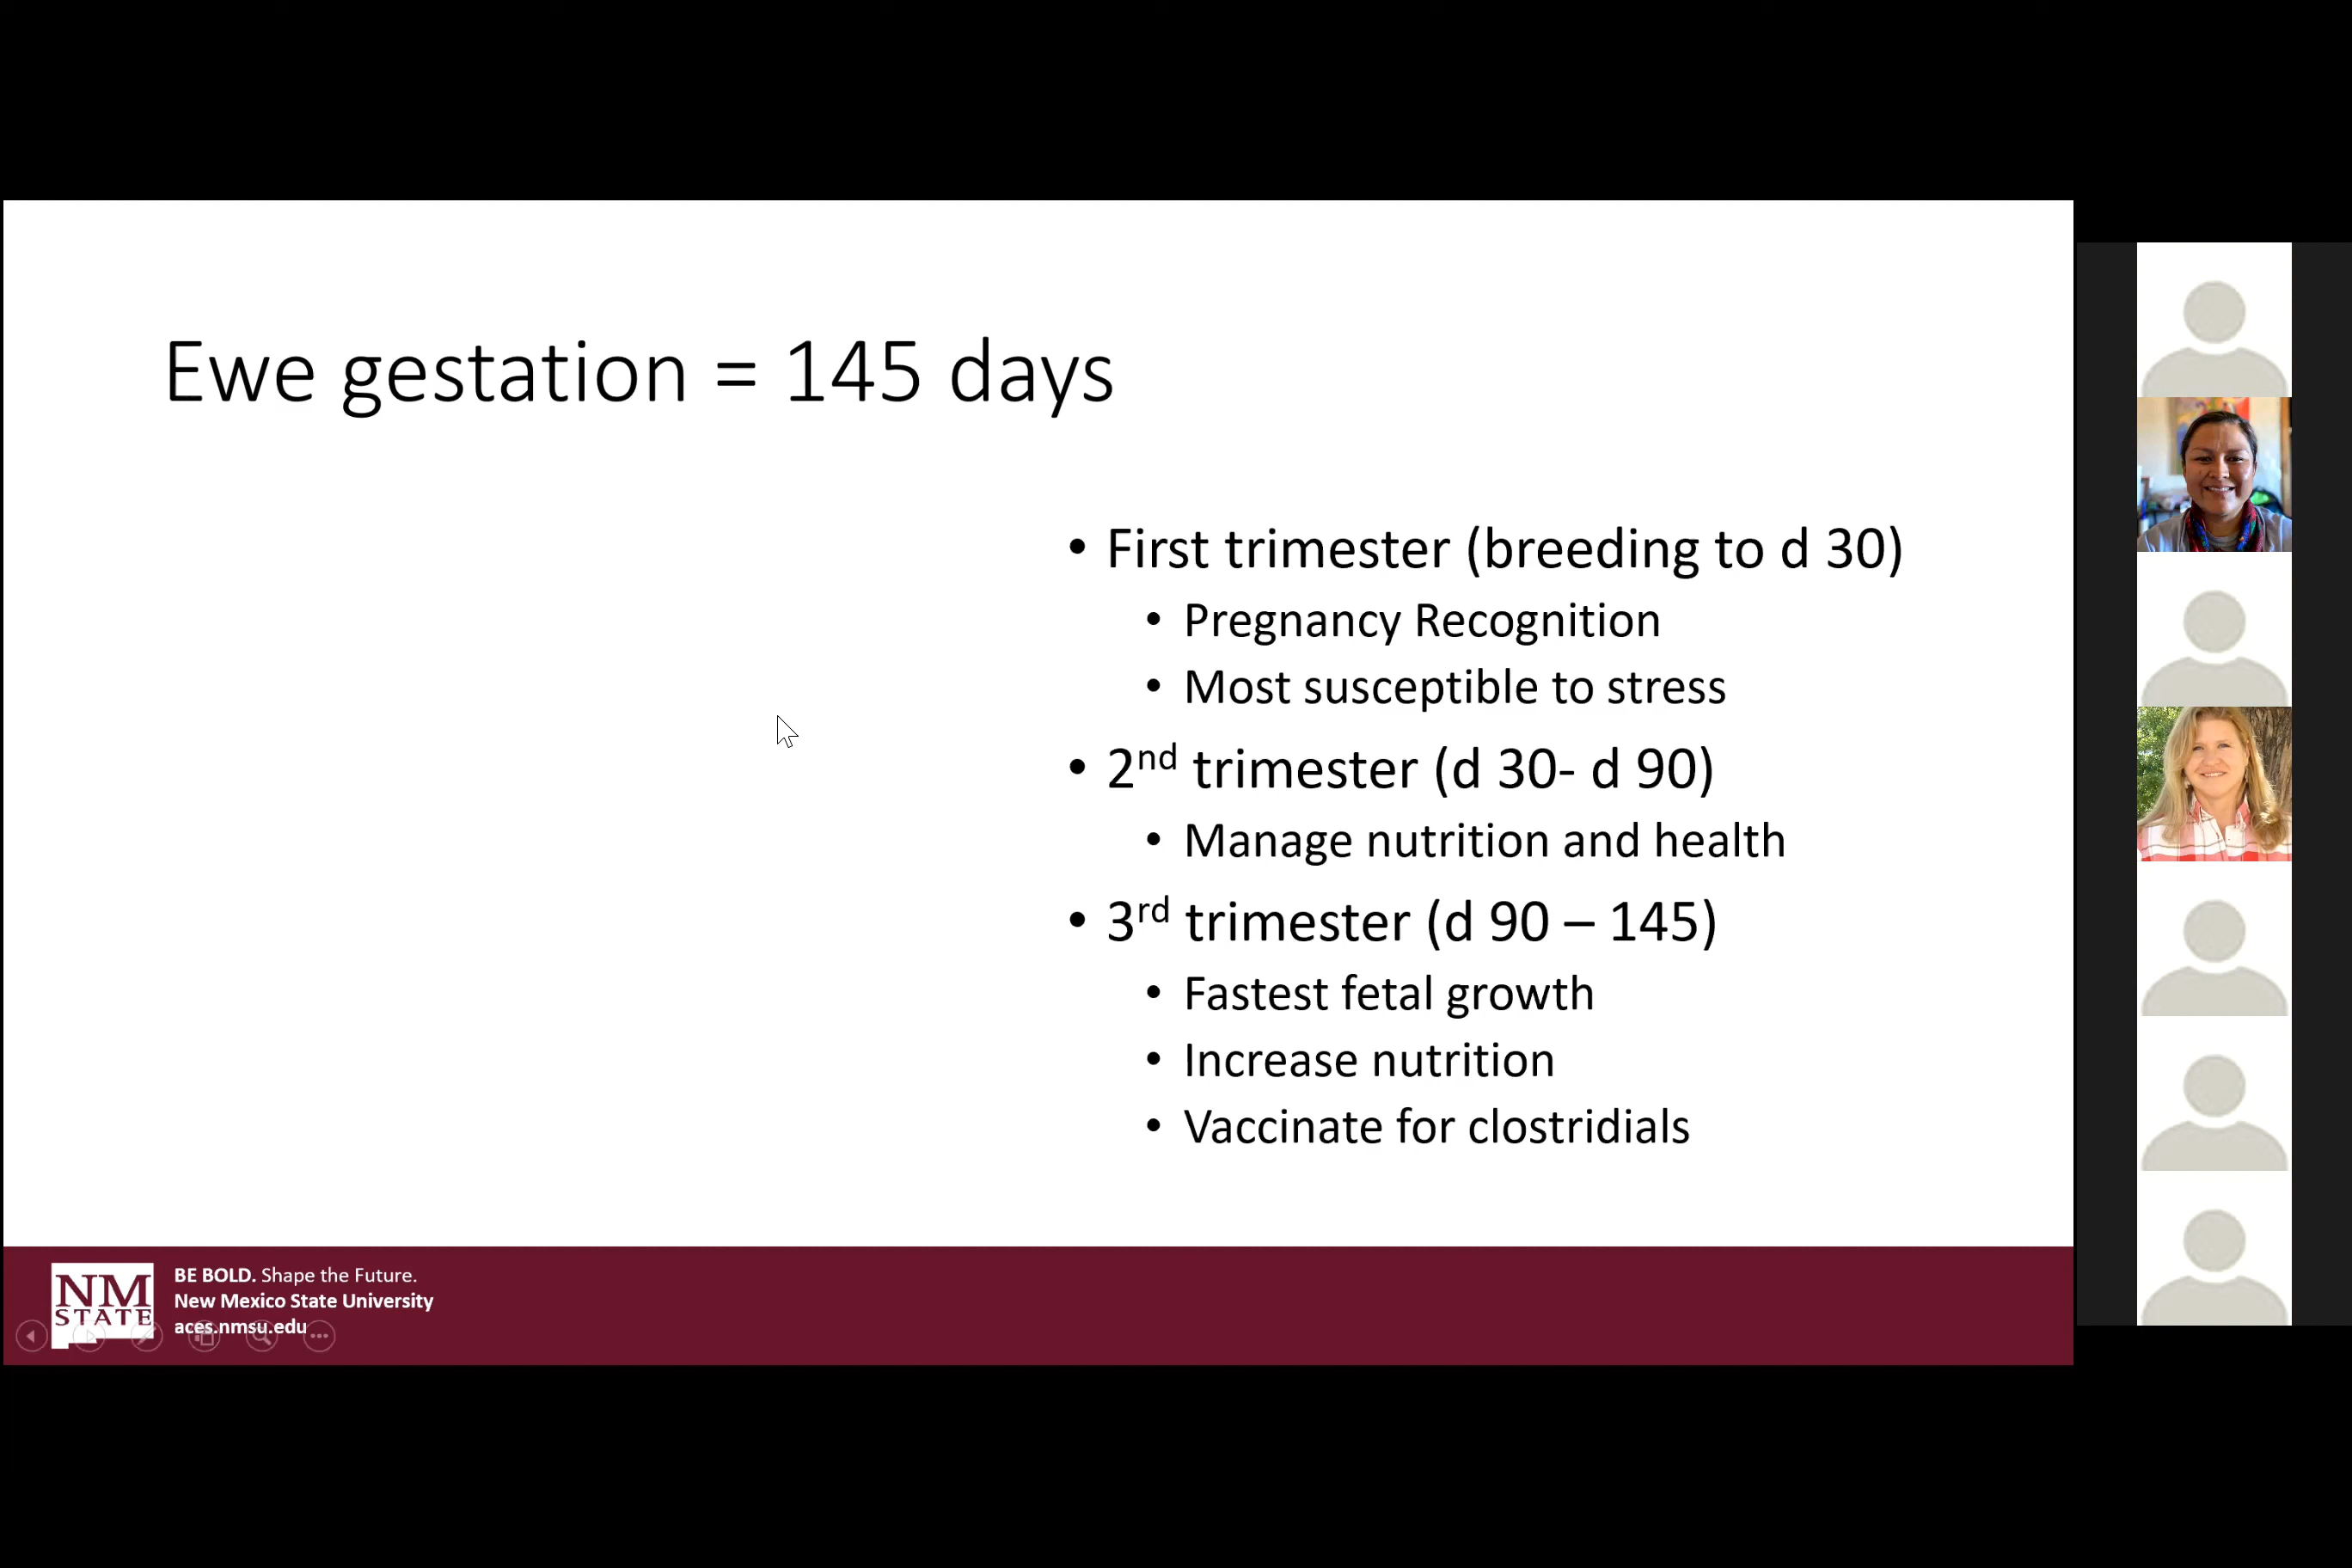 Ewe gestation = 145 days
• First trimester (breeding to d 30)
• Pregnancy Recognition
• Most susceptible to stress
• 2nd trimester (d 30- d 90)
• Manage nutrition and health
• 3rd trimester (d 90 – 145)
• Fastest fetal growth
• Increase nutrition
• Vaccinate for clostridials
NM
STATE
BE BOLD. Shape the Future.
New Mexico State University
aces.nmsu.edu